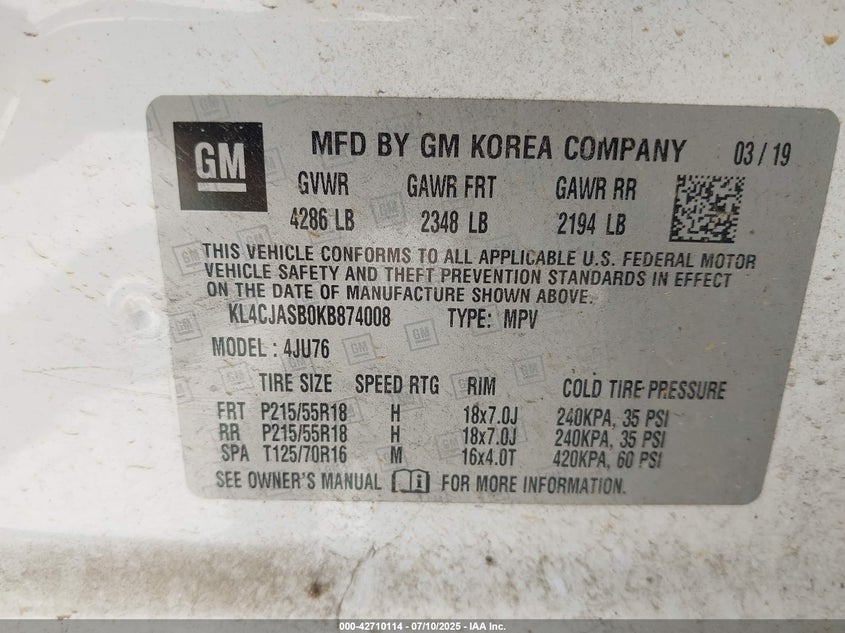 GM
MFD BY GM KOREA COMPANY 03 / 19
GVWR GAWR FRT GAWR RR
4286 LB 2348 LB 2194 LB
THIS VEHICLE CONFORMS TO ALL APPLICABLE U.S. FEDERAL MOTOR
VEHICLE SAFETY AND THEFT PREVENTION STANDARDS IN EFFECT
ON THE DATE OF MANUFACTURE SHOWN ABOVE.
KL4CJASB0KB874008 TYPE: MPV
MODEL : 4JU76
TIRE SIZE SPEED RTG RIM COLD TIRE PRESSURE
FRT P215/55R18 H 18x7.0J 240KPA, 35 PSI
RR P215/55R18 H 18x7.0J 240KPA, 35 PSI
SPA T125/70R16 M 16x4.0T 420KPA, 60 PSI
SEE OWNER'S MANUAL i FOR MORE INFORMATION.
000-42710114 - 07/10/2025 - IAA Inc.